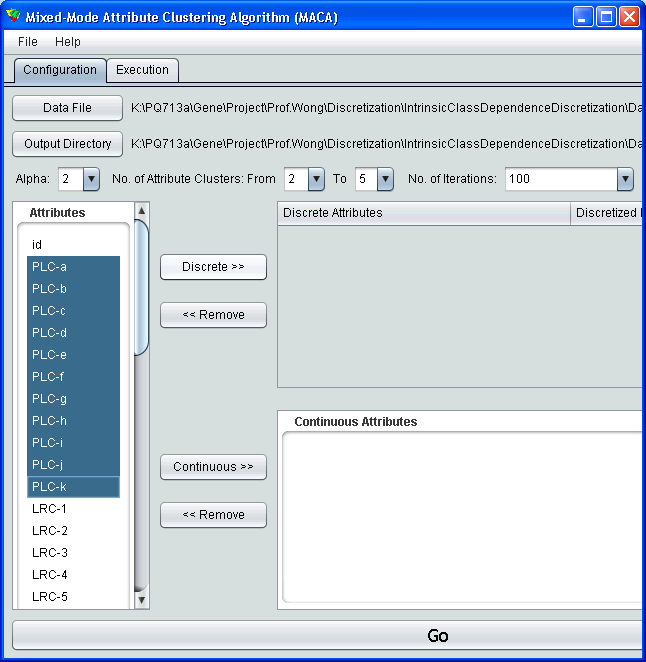 Mixed-Mode Attribute Clustering Algorithm (MACA)
File Help
Configuration Execution
Data File K:\PQ713a\Gene\Project\Prof.Wong\Discretization\IntrinsicClassDependenceDiscretization\Da
Output Directory K:\PQ713a\Gene\Project\Prof.Wong\Discretization\IntrinsicClassDependenceDiscretization\Da
Alpha: 2 No. of Attribute Clusters: From 2 To 5 No. of Iterations: 100
Attributes
id
PLC-a
PLC-b
PLC-c
PLC-d
PLC-e
PLC-f
PLC-g
PLC-h
PLC-i
PLC-j
PLC-k
LRC-1
LRC-2
LRC-3
LRC-4
LRC-5
Discrete >>
<< Remove
Continuous >>
<< Remove
Discrete Attributes Discretized
Continuous Attributes
Go